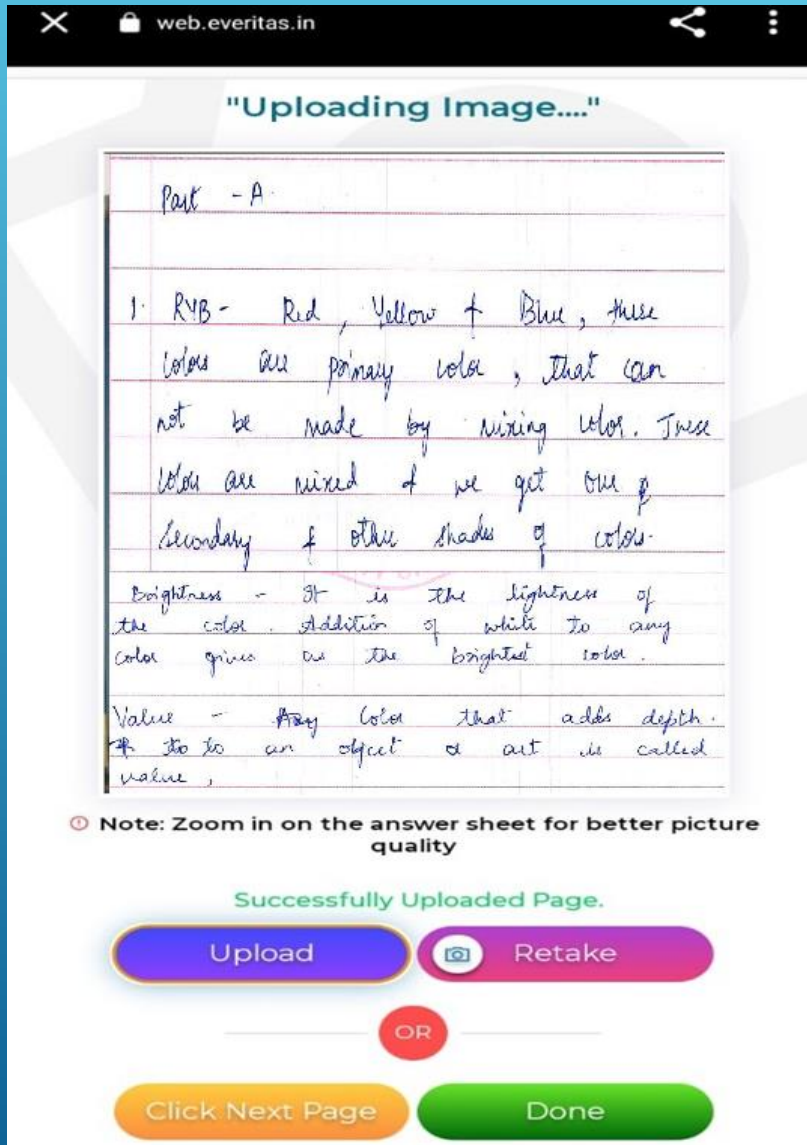 web.everitas.in
"Uploading Image...."
Part - A.
1. RYB - Red, Yellow & Blue, these
colors are primary color, that can
not be made by mixing color. These
colors are mixed & we get our
Secondary & other shades of colors.
Brightness - It is the lightness of
the color. Addition of white to any
color gives us the brightest color.
Value - Any Color that adds depth.
to to an object or art is called
value,
Note: Zoom in on the answer sheet for better picture
quality
Successfully Uploaded Page.
Upload
Retake
OR
Click Next Page
Done